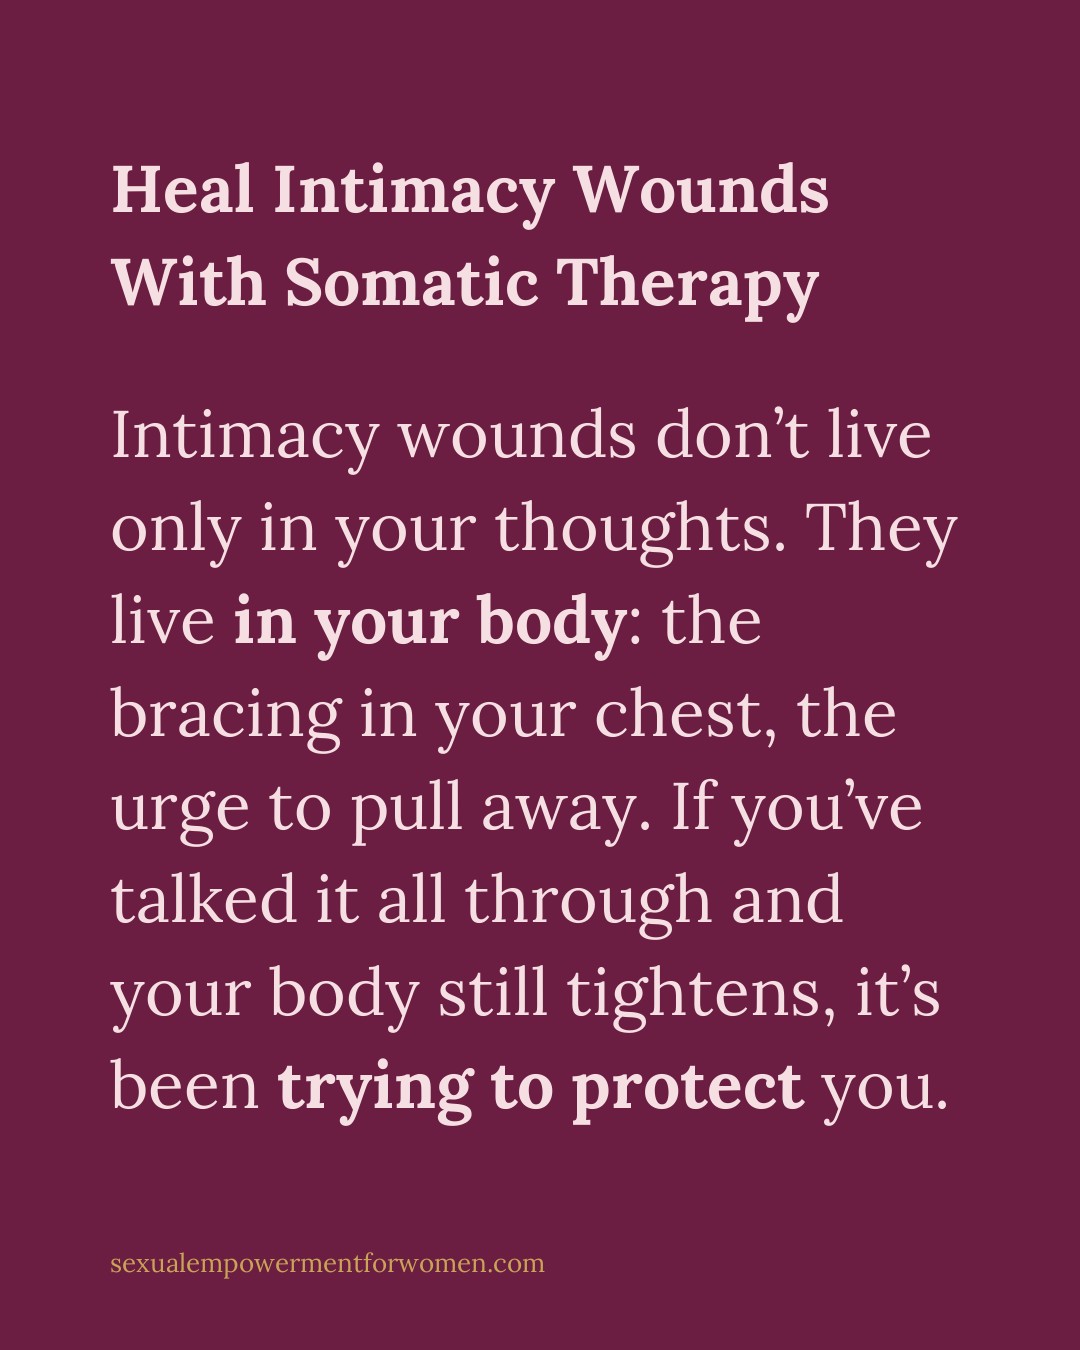 Heal Intimacy Wounds
With Somatic Therapy
Intimacy wounds don’t live
only in your thoughts. They
live in your body: the
bracing in your chest, the
urge to pull away. If you’ve
talked it all through and
your body still tightens, it’s
been trying to protect you.
sexualempowermentforwomen.com